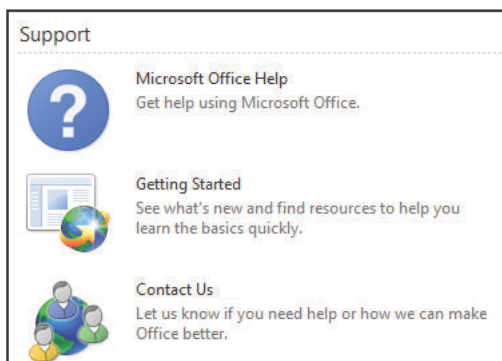 Support
Microsoft Office Help
Get help using Microsoft Office.
Getting Started
See what's new and find resources to help you
learn the basics quickly.
Contact Us
Let us know if you need help or how we can make
Office better.